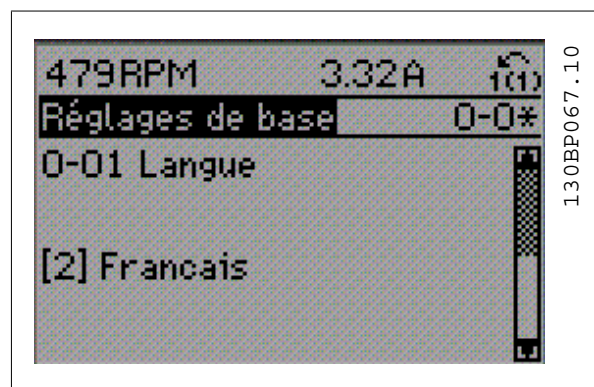 479RPM 3.32A 1(1)
Réglages de base 0-0*
0-01 Langue
[2] Francais
130BP067.10